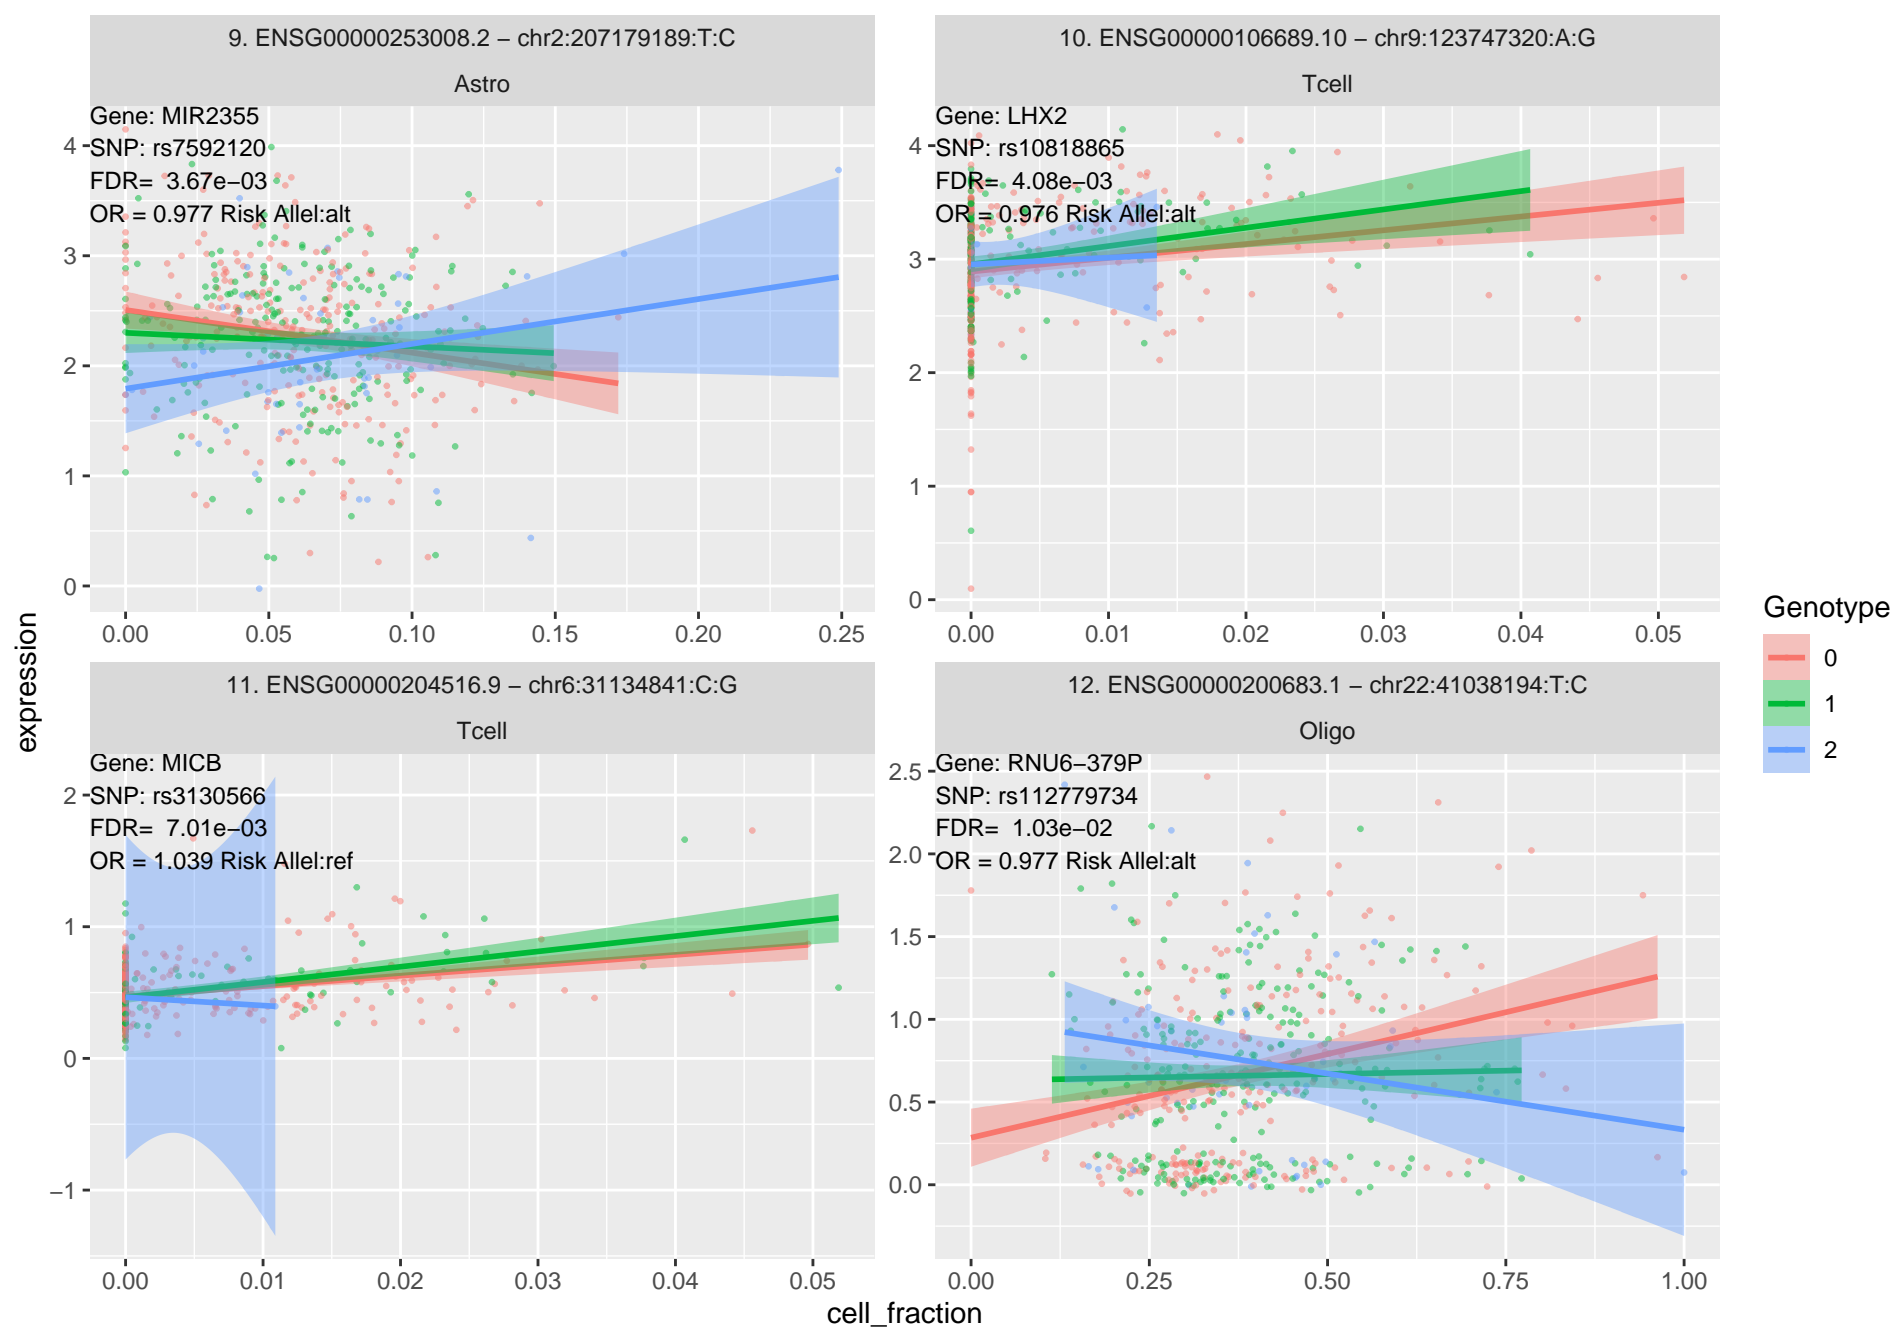 9. ENSG00000253008.2 − chr2:207179189:T:C
Astro
Gene: MIR2355
SNP: rs7592120
FDR= 3.67e−03
OR = 0.977 Risk Allel:alt
4
3
2
1
0
0.00 0.05 0.10 0.15 0.20 0.25
10. ENSG00000106689.10 − chr9:123747320:A:G
Tcell
Gene: LHX2
SNP: rs10818865
FDR= 4.08e−03
OR = 0.976 Risk Allel:alt
4
3
2
1
0
0.00 0.01 0.02 0.03 0.04 0.05
11. ENSG00000204516.9 − chr6:31134841:C:G
Tcell
Gene: MICB
SNP: rs3130566
FDR= 7.01e−03
OR = 1.039 Risk Allel:ref
2
1
0
−1
0.00 0.01 0.02 0.03 0.04 0.05
12. ENSG00000200683.1 − chr22:41038194:T:C
Oligo
Gene: RNU6−379P
SNP: rs112779734
FDR= 1.03e−02
OR = 0.977 Risk Allel:alt
2.5
2.0
1.5
1.0
0.5
0.0
0.00 0.25 0.50 0.75 1.00
expression
cell_fraction
Genotype
0
1
2